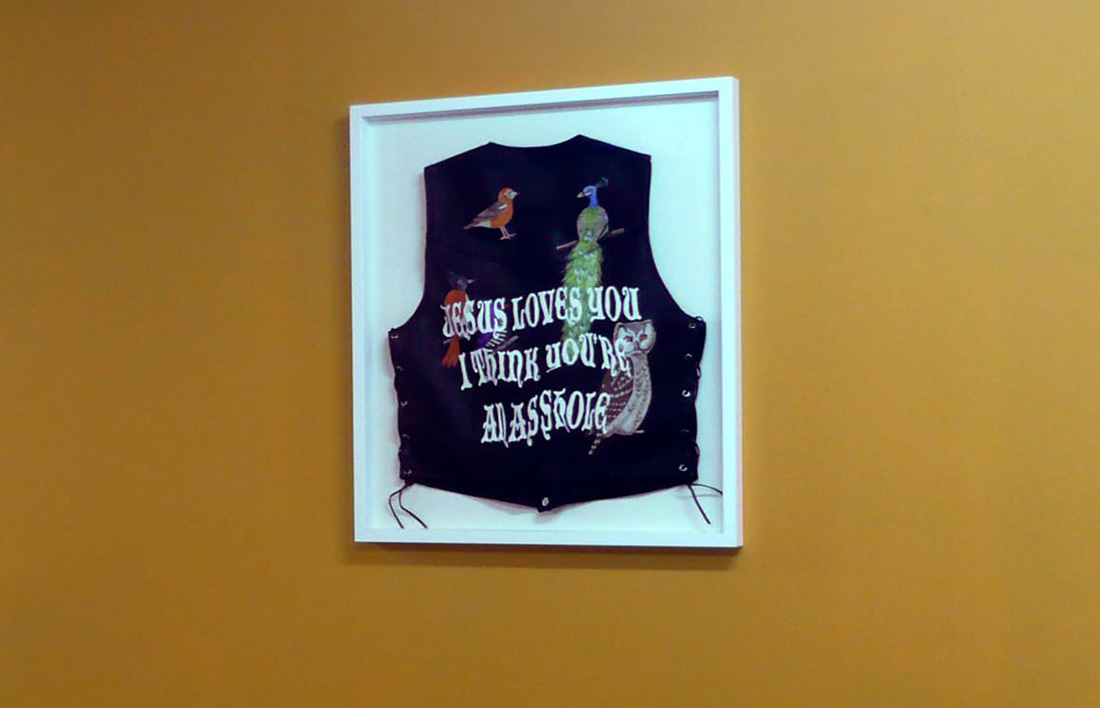 JESUS LOVES YOU
I THINK YOU'RE
AN ASSHOLE